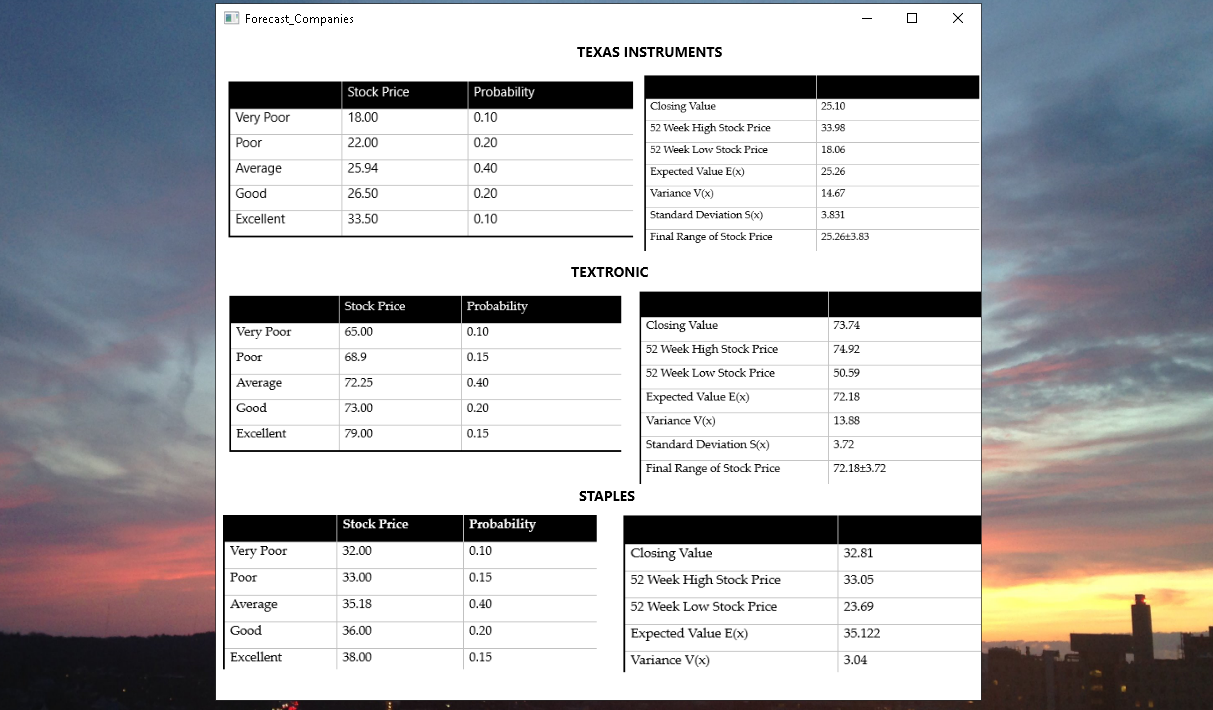 Forecast_Companies
TEXAS INSTRUMENTS
Stock Price Probability
Very Poor 18.00 0.10
Poor 22.00 0.20
Average 25.94 0.40
Good 26.50 0.20
Excellent 33.50 0.10
Closing Value 25.10
52 Week High Stock Price 33.98
52 Week Low Stock Price 18.06
Expected Value E(x) 25.26
Variance V(x) 14.67
Standard Deviation S(x) 3.831
Final Range of Stock Price 25.26±3.83
TEXTRONIC
Stock Price Probability
Very Poor 65.00 0.10
Poor 68.9 0.15
Average 72.25 0.40
Good 73.00 0.20
Excellent 79.00 0.15
Closing Value 73.74
52 Week High Stock Price 74.92
52 Week Low Stock Price 50.59
Expected Value E(x) 72.18
Variance V(x) 13.88
Standard Deviation S(x) 3.72
Final Range of Stock Price 72.18±3.72
STAPLES
Stock Price Probability
Very Poor 32.00 0.10
Poor 33.00 0.15
Average 35.18 0.40
Good 36.00 0.20
Excellent 38.00 0.15
Closing Value 32.81
52 Week High Stock Price 33.05
52 Week Low Stock Price 23.69
Expected Value E(x) 35.122
Variance V(x) 3.04